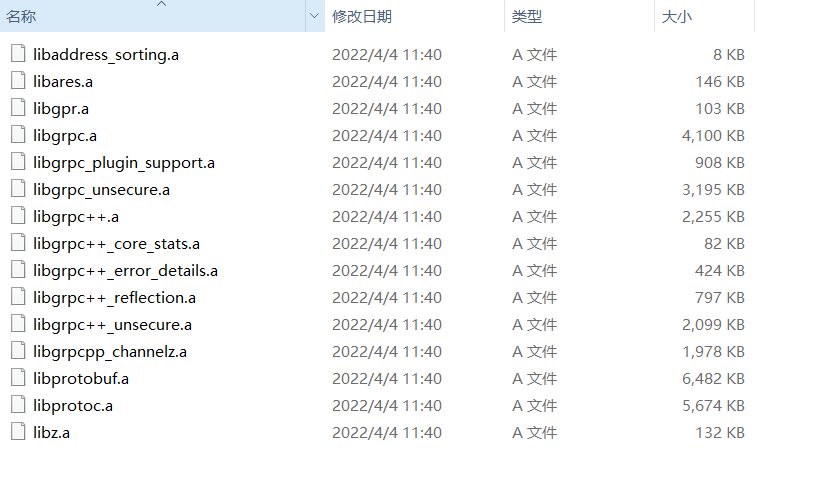 名称 修改日期 类型 大小
libaddress_sorting.a 2022/4/4 11:40 A 文件 8 KB
libares.a 2022/4/4 11:40 A 文件 146 KB
libgpr.a 2022/4/4 11:40 A 文件 103 KB
libgrpc.a 2022/4/4 11:40 A 文件 4,100 KB
libgrpc_plugin_support.a 2022/4/4 11:40 A 文件 908 KB
libgrpc_unsecure.a 2022/4/4 11:40 A 文件 3,195 KB
libgrpc++.a 2022/4/4 11:40 A 文件 2,255 KB
libgrpc++_core_stats.a 2022/4/4 11:40 A 文件 82 KB
libgrpc++_error_details.a 2022/4/4 11:40 A 文件 424 KB
libgrpc++_reflection.a 2022/4/4 11:40 A 文件 797 KB
libgrpc++_unsecure.a 2022/4/4 11:40 A 文件 2,099 KB
libgrpcpp_channelz.a 2022/4/4 11:40 A 文件 1,978 KB
libprotobuf.a 2022/4/4 11:40 A 文件 6,482 KB
libprotoc.a 2022/4/4 11:40 A 文件 5,674 KB
libz.a 2022/4/4 11:40 A 文件 132 KB